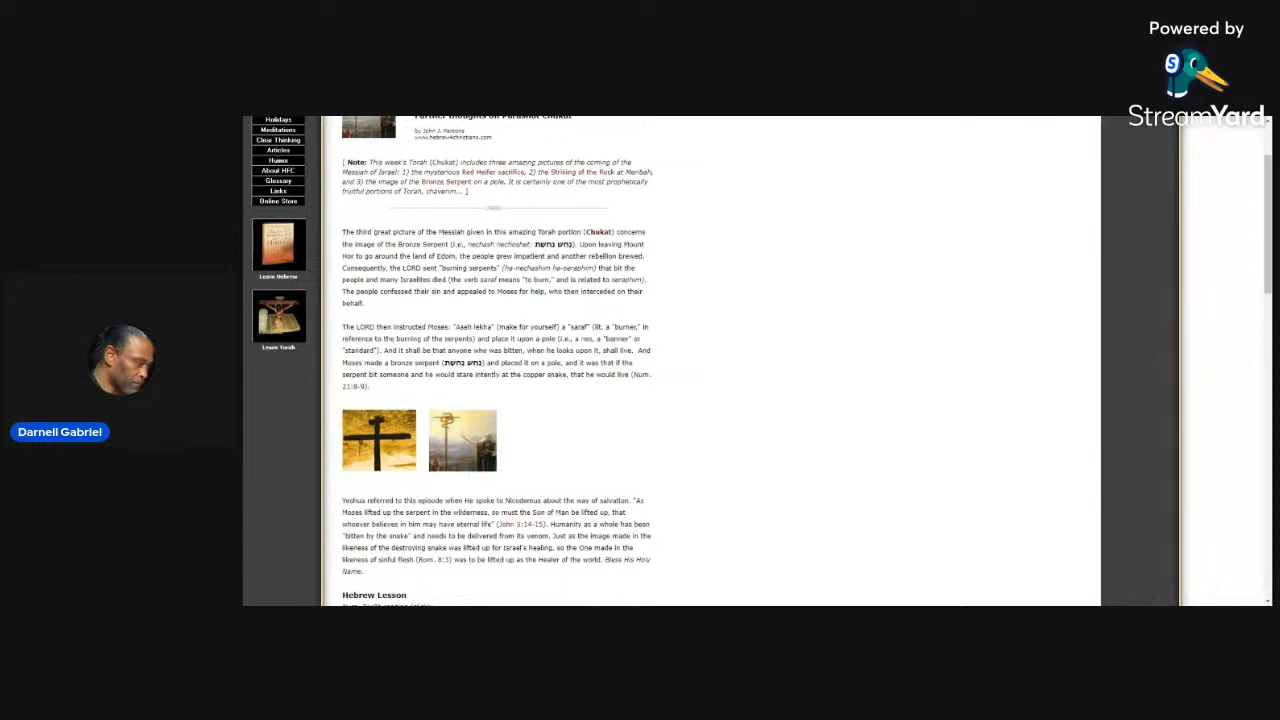 Powered by
StreamYard
Holidays
Meditations
Clear Thinking
Articles
Humor
About HFC
Glossary
Links
Online Store
Learn Hebrew
Learn Torah
Darnell Gabriel
Further thoughts on Parashat Chukat
by John J. Parsons
www.hebrew4christians.com
[ Note: This week's Torah (Chukat) includes three amazing pictures of the coming of the
Messiah of Israel: 1) the mysterious Red Heifer sacrifice, 2) the Striking of the Rock at Meribah,
and 3) the image of the Bronze Serpent on a pole. It is certainly one of the most prophetically
fruitful portions of Torah, chaverim... ]
The third great picture of the Messiah given in this amazing Torah portion (Chukat) concerns
the image of the Bronze Serpent (i.e., nechash nechoshet: נְחַשׁ נְחֹשֶׁת). Upon leaving Mount
Hor to go around the land of Edom, the people grew impatient and another rebellion brewed.
Consequently, the LORD sent "burning serpents" (ha-nechashim ha-seraphim) that bit the
people and many Israelites died (the verb saraf means "to burn," and is related to seraphim).
The people confessed their sin and appealed to Moses for help, who then interceded on their
behalf.
The LORD then instructed Moses: "Aseh lekha" (make for yourself) a "saraf" (lit. a "burner," in
reference to the burning of the serpents) and place it upon a pole (i.e., a nes, a "banner" or
"standard"). And it shall be that anyone who was bitten, when he looks upon it, shall live.  And
Moses made a bronze serpent (נְחַשׁ נְחֹשֶׁת) and placed it on a pole, and it was that if the
serpent bit someone and he would stare intently at the copper snake, that he would live (Num.
21:8-9).
Yeshua referred to this episode when He spoke to Nicodemus about the way of salvation. "As
Moses lifted up the serpent in the wilderness, so must the Son of Man be lifted up, that
whoever believes in him may have eternal life" (John 3:14-15). Humanity as a whole has been
"bitten by the snake" and needs to be delivered from its venom. Just as the image made in the
likeness of the destroying snake was lifted up for Israel's healing, so the One made in the
likeness of sinful flesh (Rom. 8:3) was to be lifted up as the Healer of the world. Bless His Holy
Name.
Hebrew Lesson